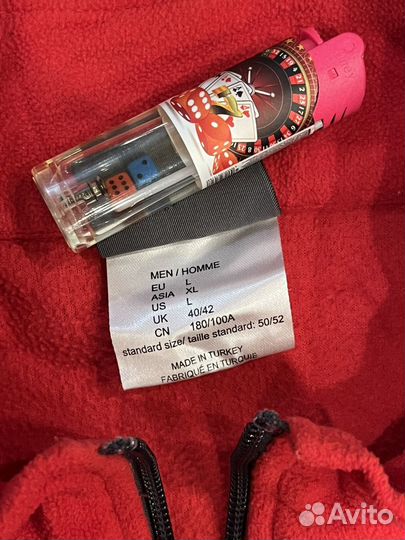 MEN / HOMME
EU L
ASIA XL
US L
UK 40/42
CN 180/100A
standard size/ taille standard: 50/52
MADE IN TURKEY
FABRIQUÉ EN TURQUIE
Avito